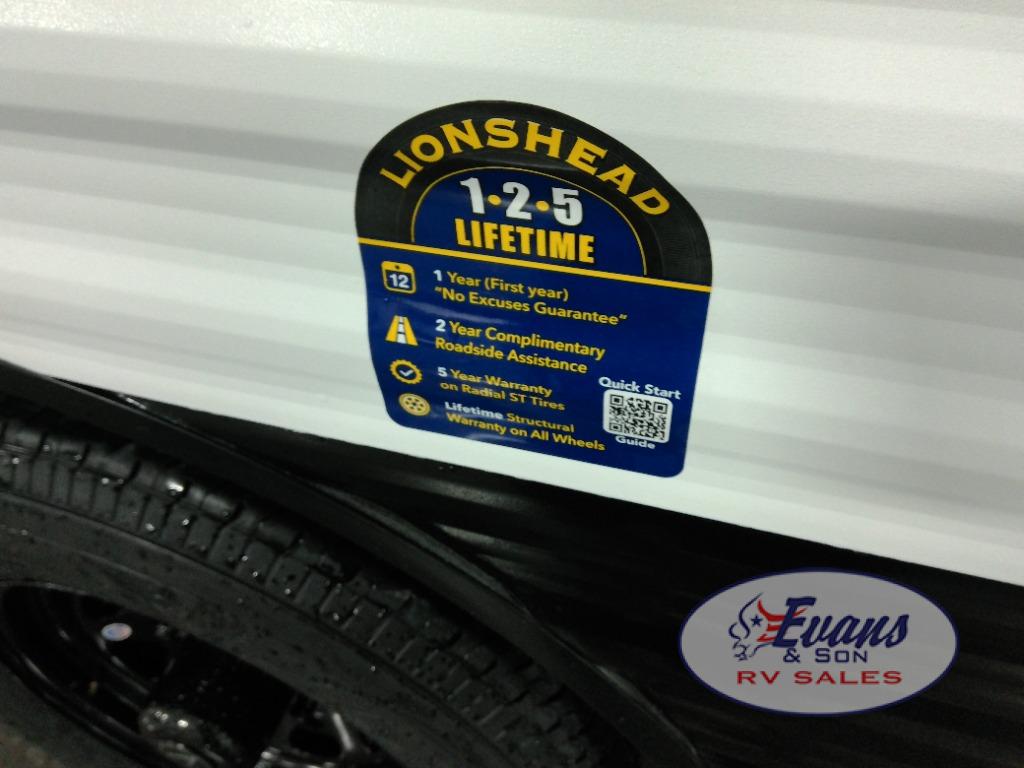 LIONSHEAD
1•2•5
LIFETIME
12
1 Year (First year)
"No Excuses Guarantee"
2 Year Complimentary
Roadside Assistance
5 Year Warranty
on Radial ST Tires
Lifetime Structural
Warranty on All Wheels
Quick Start
Guide
Evans
& SON
RV SALES